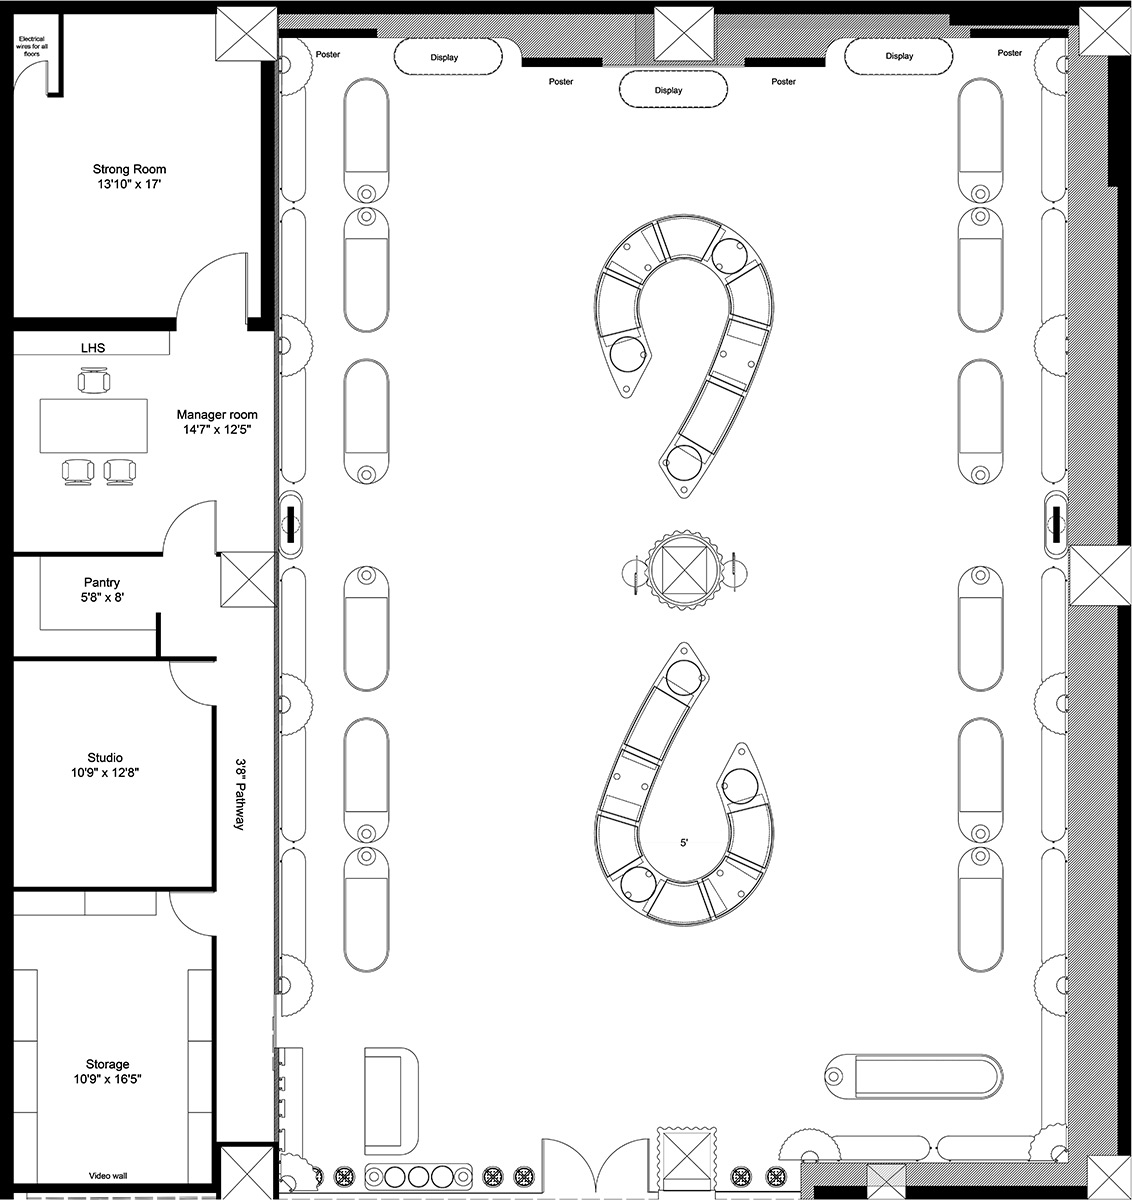 Electrical
wires for all
floors
Poster
Display
Poster
Display
Poster
Display
Poster
Strong Room
13'10" x 17'
LHS
Manager room
14'7" x 12'5"
Pantry
5'8" x 8'
Studio
10'9" x 12'8"
3'8" Pathway
5'
Storage
10'9" x 16'5"
Video wall